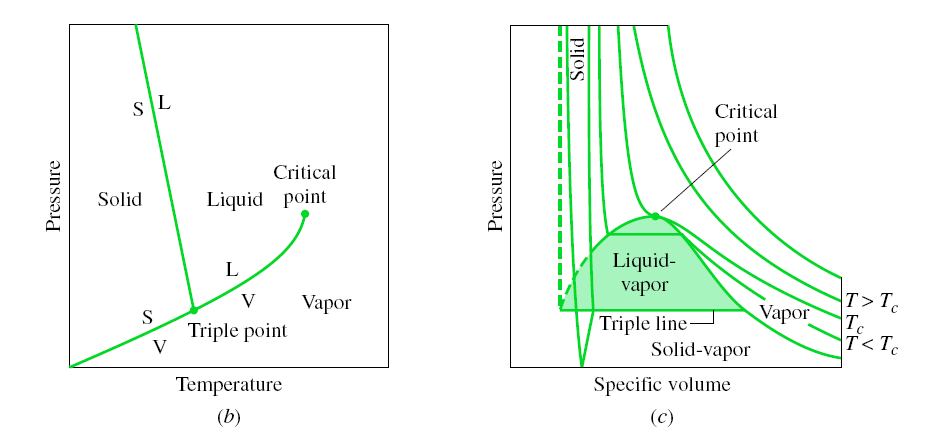 Pressure
S L
Solid
Liquid
Critical
point
L
V
Vapor
S
V
Triple point
Temperature
(b)
Pressure
Solid
Critical
point
Liquid-
vapor
Vapor
Triple line
Solid-vapor
T > Tc
Tc
T < Tc
Specific volume
(c)